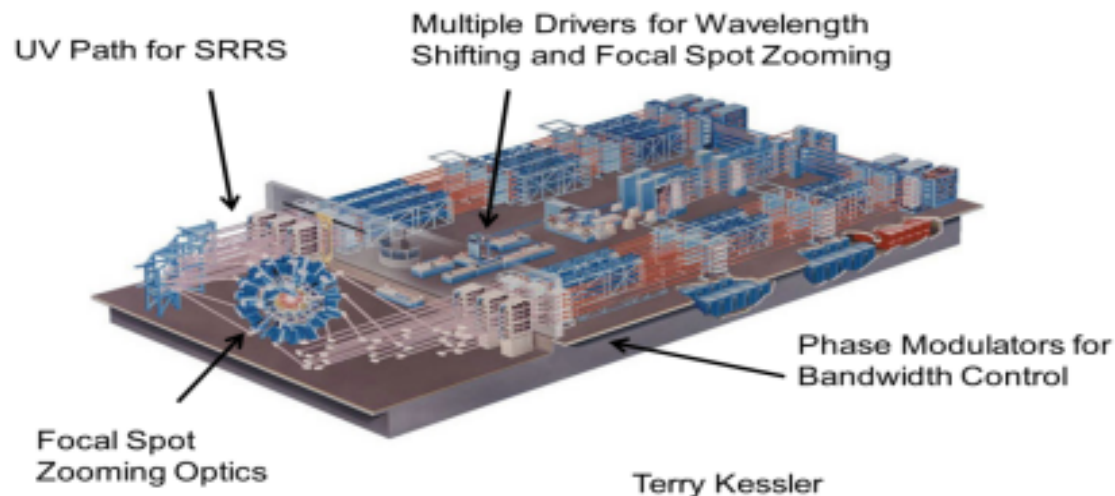 UV Path for SRRS
Multiple Drivers for Wavelength
Shifting and Focal Spot Zooming
Phase Modulators for
Bandwidth Control
Focal Spot
Zooming Optics
Terry Kessler